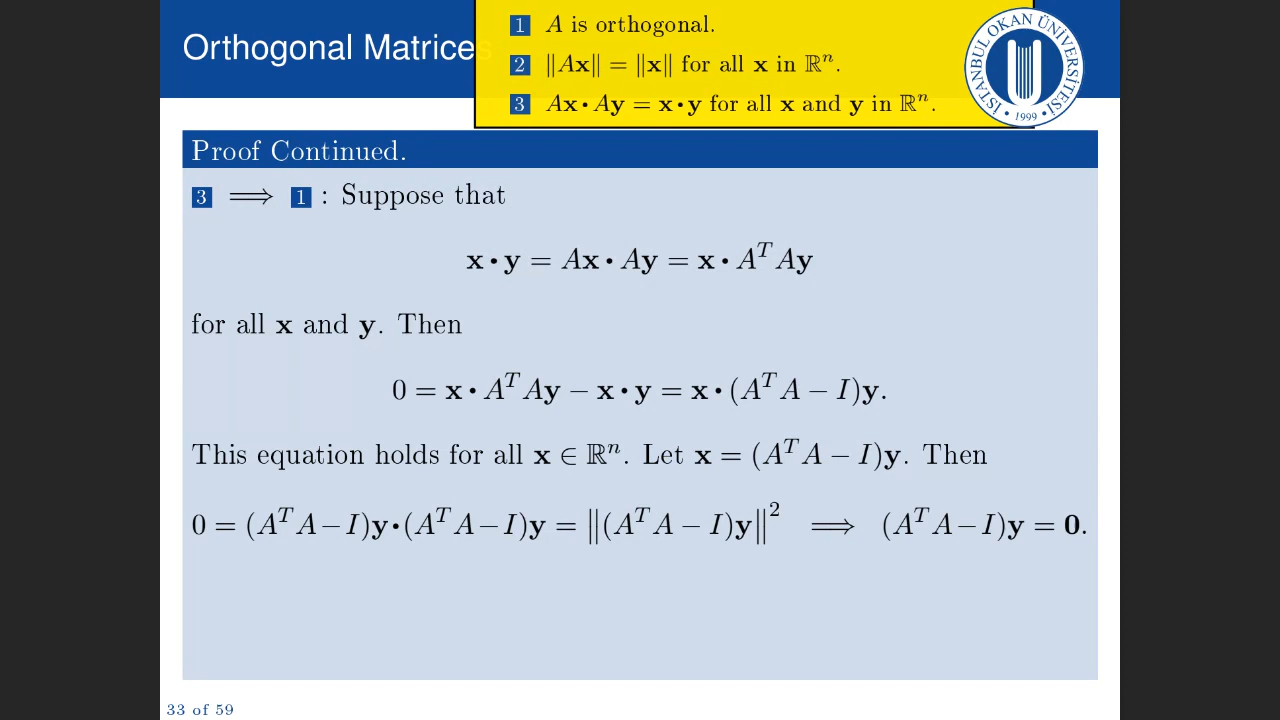 Orthogonal Matrices
1 A is orthogonal.
2 ‖Ax‖ = ‖x‖ for all x in ℝⁿ.
3 Ax • Ay = x • y for all x and y in ℝⁿ.
İSTANBUL OKAN ÜNİVERSİTESİ
• 1999 •
Proof Continued.
3 ⟹ 1 : Suppose that
x • y = Ax • Ay = x • AᵀAy
for all x and y. Then
0 = x • AᵀAy − x • y = x • (AᵀA − I)y.
This equation holds for all x ∈ ℝⁿ. Let x = (AᵀA − I)y. Then
0 = (AᵀA − I)y • (AᵀA − I)y = ‖(AᵀA − I)y‖² ⟹ (AᵀA − I)y = 0.
33 of 59